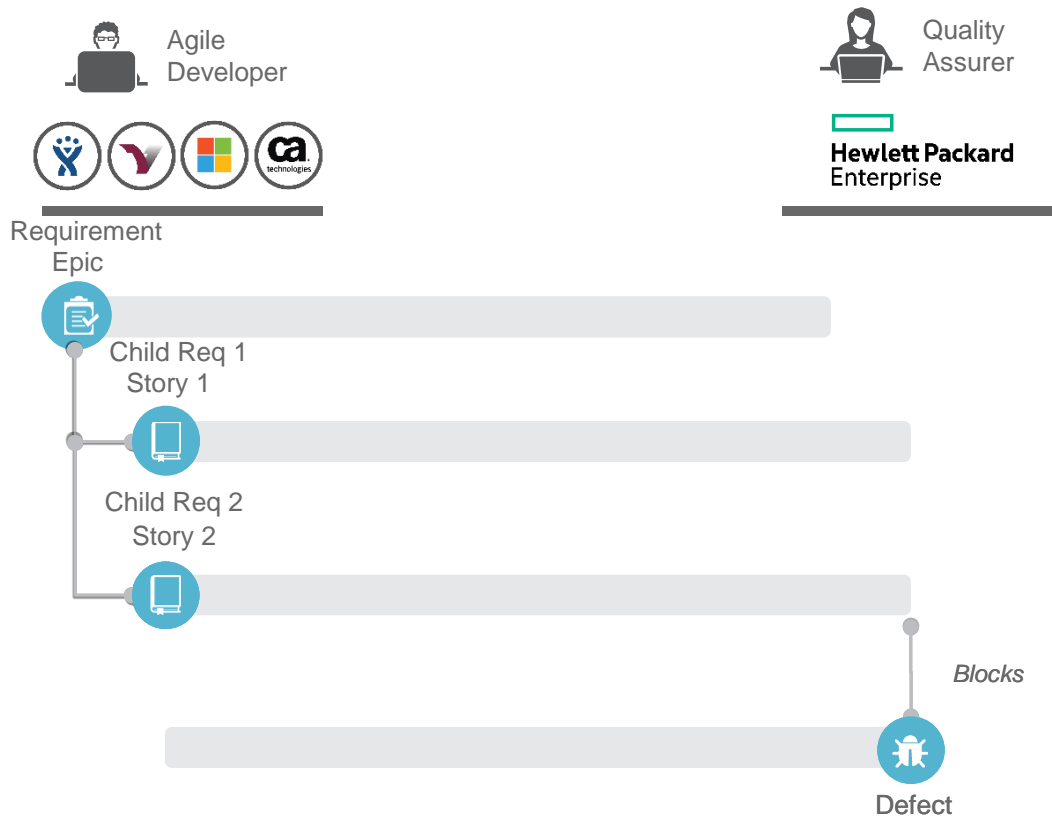 Agile
Developer
Quality
Assurer
ca
technologies
Hewlett Packard
Enterprise
Requirement
Epic
Child Req 1
Story 1
Child Req 2
Story 2
Blocks
Defect